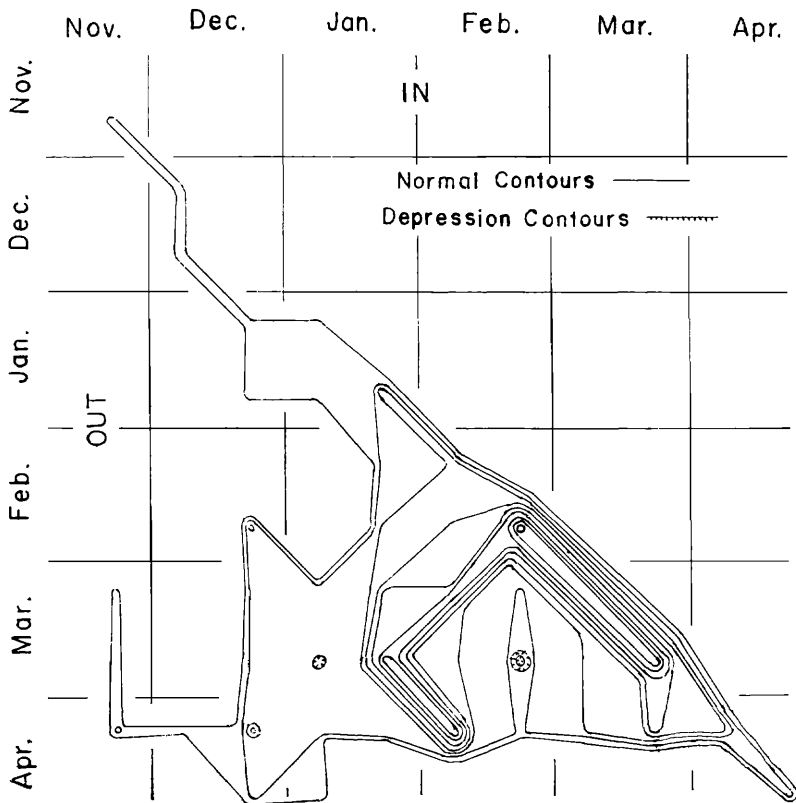 Nov. Dec. Jan. Feb. Mar. Apr.
Nov.
IN
Normal Contours
Dec.
Depression Contours
Jan.
OUT
Feb.
Mar.
Apr.